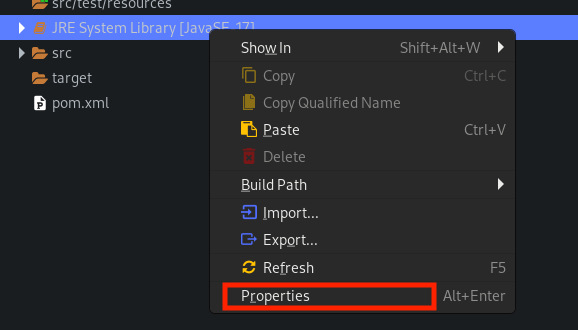 src/test/resources
JRE System Library [JavaSE-17]
src
target
pom.xml
Show In Shift+Alt+W
Copy Ctrl+C
Copy Qualified Name
Paste Ctrl+V
Delete
Build Path
Import...
Export...
Refresh F5
Properties Alt+Enter